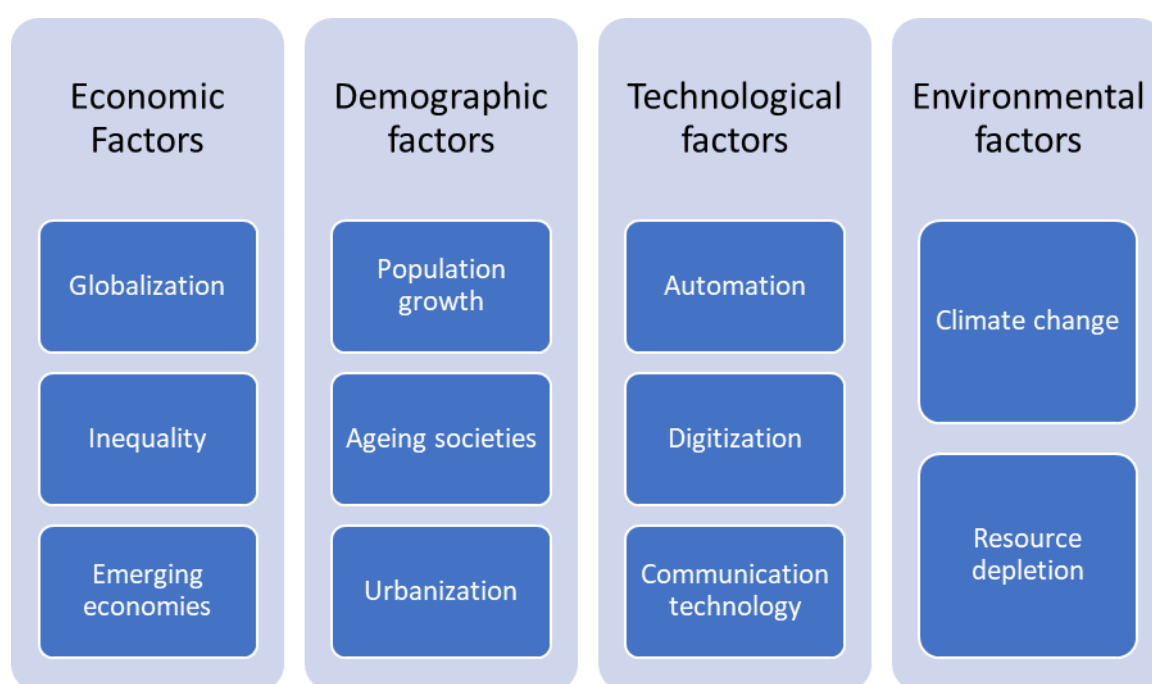 Economic
Factors
Globalization
Inequality
Emerging
economies
Demographic
factors
Population
growth
Ageing societies
Urbanization
Technological
factors
Automation
Digitization
Communication
technology
Environmental
factors
Climate change
Resource
depletion